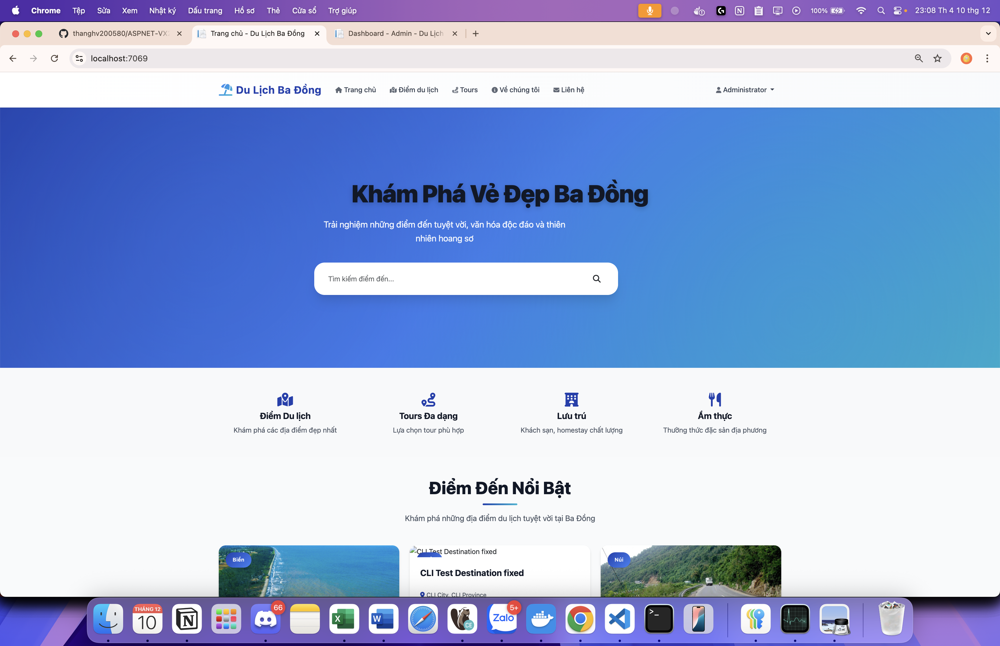 Chrome Tệp Sửa Xem Nhật ký Dấu trang Hồ sơ Thẻ Cửa sổ Trợ giúp 100% 23:08 Th 4 10 thg 12
thanghv200580/ASPNET-VX Trang chủ - Du Lịch Ba Đồng Dashboard - Admin - Du Lịch
localhost:7069
Du Lịch Ba Đồng Trang chủ Điểm du lịch Tours Về chúng tôi Liên hệ Administrator
Khám Phá Vẻ Đẹp Ba Đồng
Trải nghiệm những điểm đến tuyệt vời, văn hóa độc đáo và thiên
nhiên hoang sơ
Tìm kiếm điểm đến...
Điểm Du lịch Tours Đa dạng Lưu trú Ẩm thực
Khám phá các địa điểm đẹp nhất Lựa chọn tour phù hợp Khách sạn, homestay chất lượng Thưởng thức đặc sản địa phương
Điểm Đến Nổi Bật
Khám phá những địa điểm du lịch tuyệt vời tại Ba Đồng
CLI Test Destination fixed
Biển Núi
CLI Test Destination fixed
CLI City, CLI Province
THÁNG 12
10
66
5+
Zalo
CE